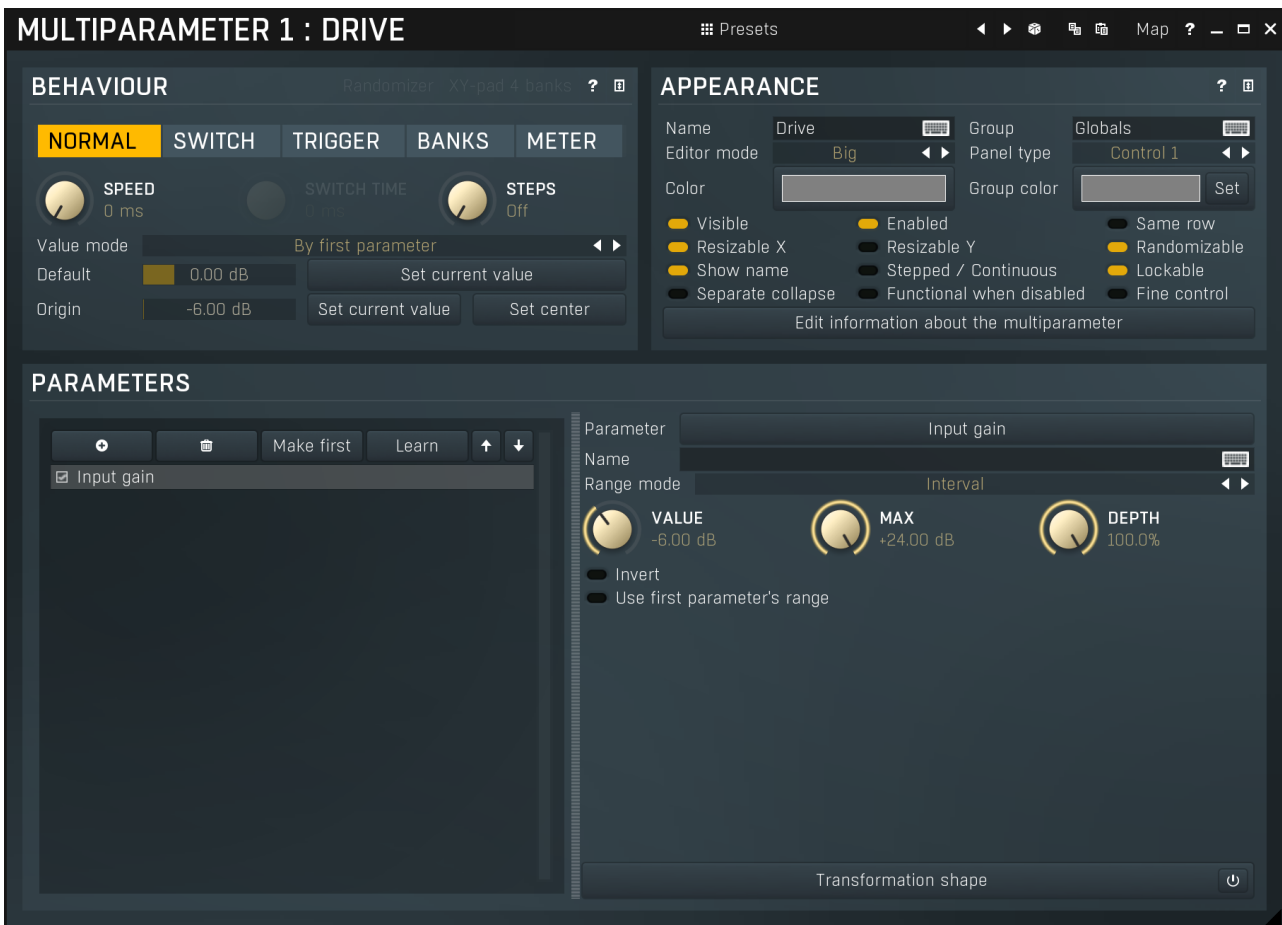 MULTIPARAMETER 1 : DRIVE
Presets
Map ?
BEHAVIOUR
Randomizer XY-pad 4 banks ?
NORMAL SWITCH TRIGGER BANKS METER
SPEED
0 ms
SWITCH TIME
0 ms
STEPS
Off
Value mode By first parameter
Default 0.00 dB Set current value
Origin -6.00 dB Set current value Set center
APPEARANCE ?
Name Drive Group Globals
Editor mode Big Panel type Control 1
Color Group color Set
Visible Enabled Same row
Resizable X Resizable Y Randomizable
Show name Stepped / Continuous Lockable
Separate collapse Functional when disabled Fine control
Edit information about the multiparameter
PARAMETERS
Make first Learn
Input gain
Parameter Input gain
Name
Range mode Interval
VALUE
-6.00 dB
MAX
+24.00 dB
DEPTH
100.0%
Invert
Use first parameter's range
Transformation shape